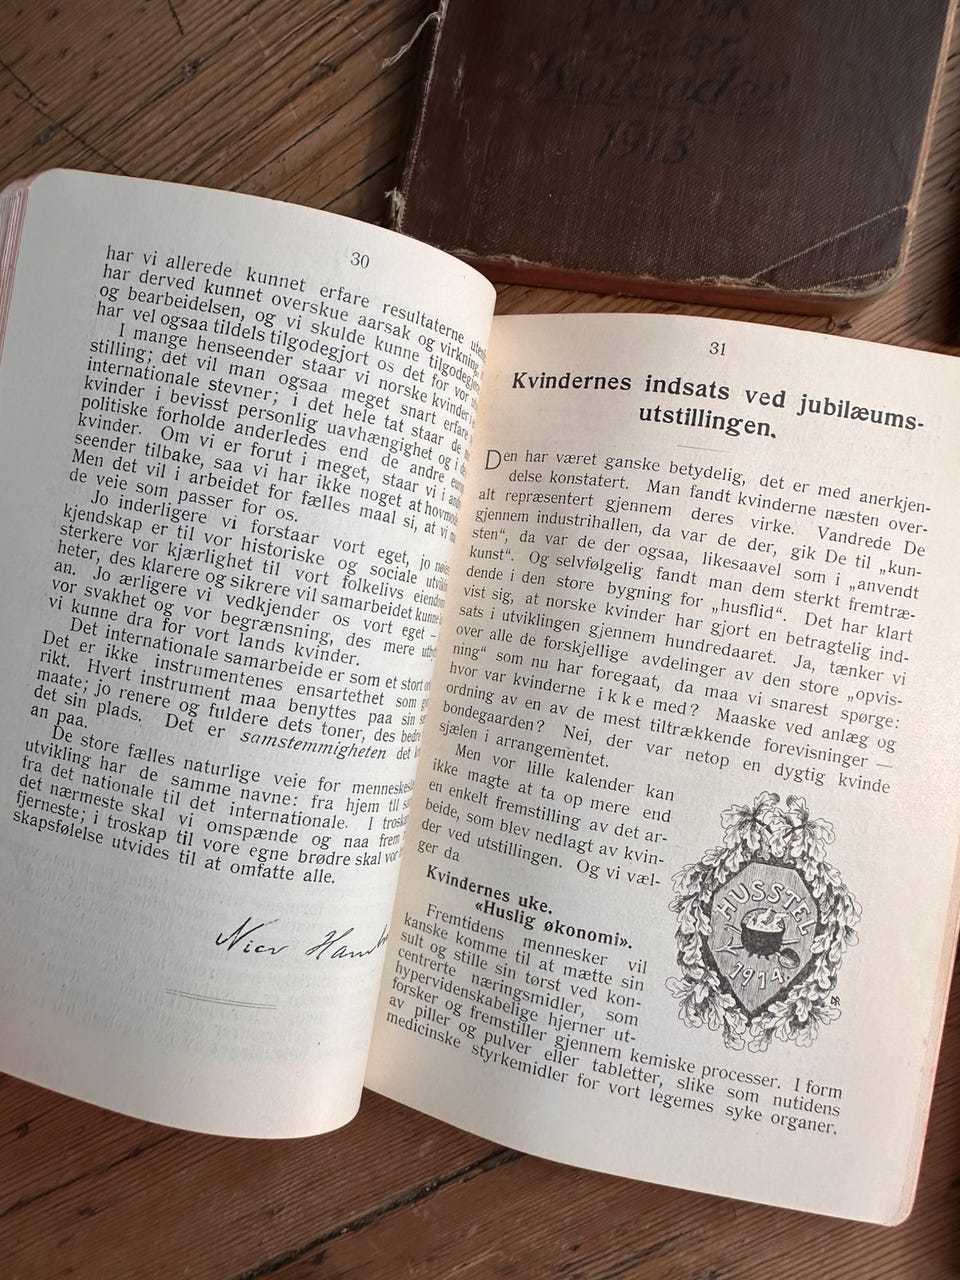 Norsk
Kalender
1913
30
har vi allerede kunnet erfare resultaterne
har derved kunnet overskue aarsak og virkning
og bearbeidelsen, og vi skulde kunne tilgodegj
har vel ogsaa tildels tilgodegjort os det for vor
I mange henseender staar vi norske kvinder i
stilling; det vil man ogsaa meget snart erfare
internationale stevner; i det hele tat staar de
kvinder i bevisst personlig uavhængighet og i
politiske forholde anderledes end de andre
kvinder. Om vi er forut i meget, staar vi i
seender tilbake, saa vi har ikke noget at hovmode
Men det vil i arbeidet for fælles maal si, at vi
de veie som passer for os.
Jo inderligere vi forstaar vort eget, jo
kjendskap er til vor historiske og sociale utvik
sterkere vor kjærlighet til vort folkelivs eiendom
heter, des klarere og sikrere vil samarbeidet kunne
an. Jo ærligere vi vedkjender os vort eget —
vor svakhet og vor begrænsning, des mere
vi kunne dra for vort lands kvinder.
Det internationale samarbeide er som et stort
Det er ikke instrumentenes ensartethet som
rikt. Hvert instrument maa benyttes paa sin
maate; jo renere og fuldere dets toner, des bedre
det sin plads. Det er samstemmigheten det
an paa.
De store fælles naturlige veie for menneske
utvikling har de samme navne: fra hjem til
fra det nationale til det internationale. I
det nærmeste skal vi omspænde og naa frem
fjerneste; i troskap til vore egne brødre skal vor
skapsfølelse utvides til at omfatte alle.
31
Kvindernes indsats ved jubilæums-
utstillingen.
Den har været ganske betydelig, det er med anerkjen-
delse konstatert. Man fandt kvinderne næsten over-
alt repræsentert gjennem deres virke. Vandrede De
gjennem industrihallen, da var de der, gik De til „kun-
sten“, da var de der ogsaa, likesaavel som i „anvendt
kunst“. Og selvfølgelig fandt man dem sterkt fremtræ-
dende i den store bygning for „husflid“. Det har klart
vist sig, at norske kvinder har gjort en betragtelig ind-
sats i utviklingen gjennem hundredaaret. Ja, tænker vi
over alle de forskjellige avdelinger av den store „opvis-
ning“ som nu har foregaat, da maa vi snarest spørge:
hvor var kvinderne ikke med? Maaske ved anlæg og
ordning av en av de mest tiltrækkende forevisninger —
bondegaarden? Nei, der var netop en dygtig kvinde
sjælen i arrangementet.
Men vor lille kalender kan
ikke magte at ta op mere end
en enkelt fremstilling av det ar-
beide, som blev nedlagt av kvin-
der ved utstillingen. Og vi væl-
ger da
Kvindernes uke.
«Huslig økonomi».
Fremtidens mennesker vil
kanske komme til at mætte sin
sult og stille sin tørst ved kon-
centrerte næringsmidler, som
hypervidenskabelige hjerner ut-
forsker og fremstiller gjennem kemiske processer. I form
av piller og pulver eller tabletter, slike som nutidens
medicinske styrkemidler for vort legemes syke organer.
HUSSTEL
1914